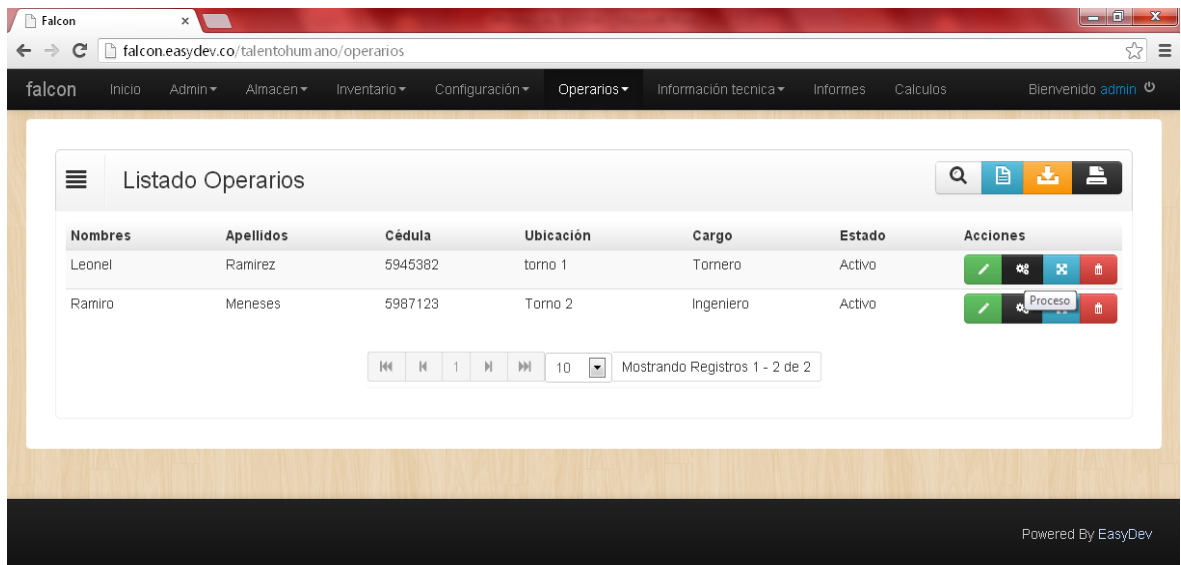 Falcon
falcon.easydev.co/talentohumano/operarios
falcon Inicio Admin Almacen Inventario Configuración Operarios Información tecnica Informes Calculos Bienvenido admin
Listado Operarios
Nombres Apellidos Cédula Ubicación Cargo Estado Acciones
Leonel Ramirez 5945382 torno 1 Tornero Activo
Ramiro Meneses 5987123 Torno 2 Ingeniero Activo
Proceso
1 10 Mostrando Registros 1 - 2 de 2
Powered By EasyDev